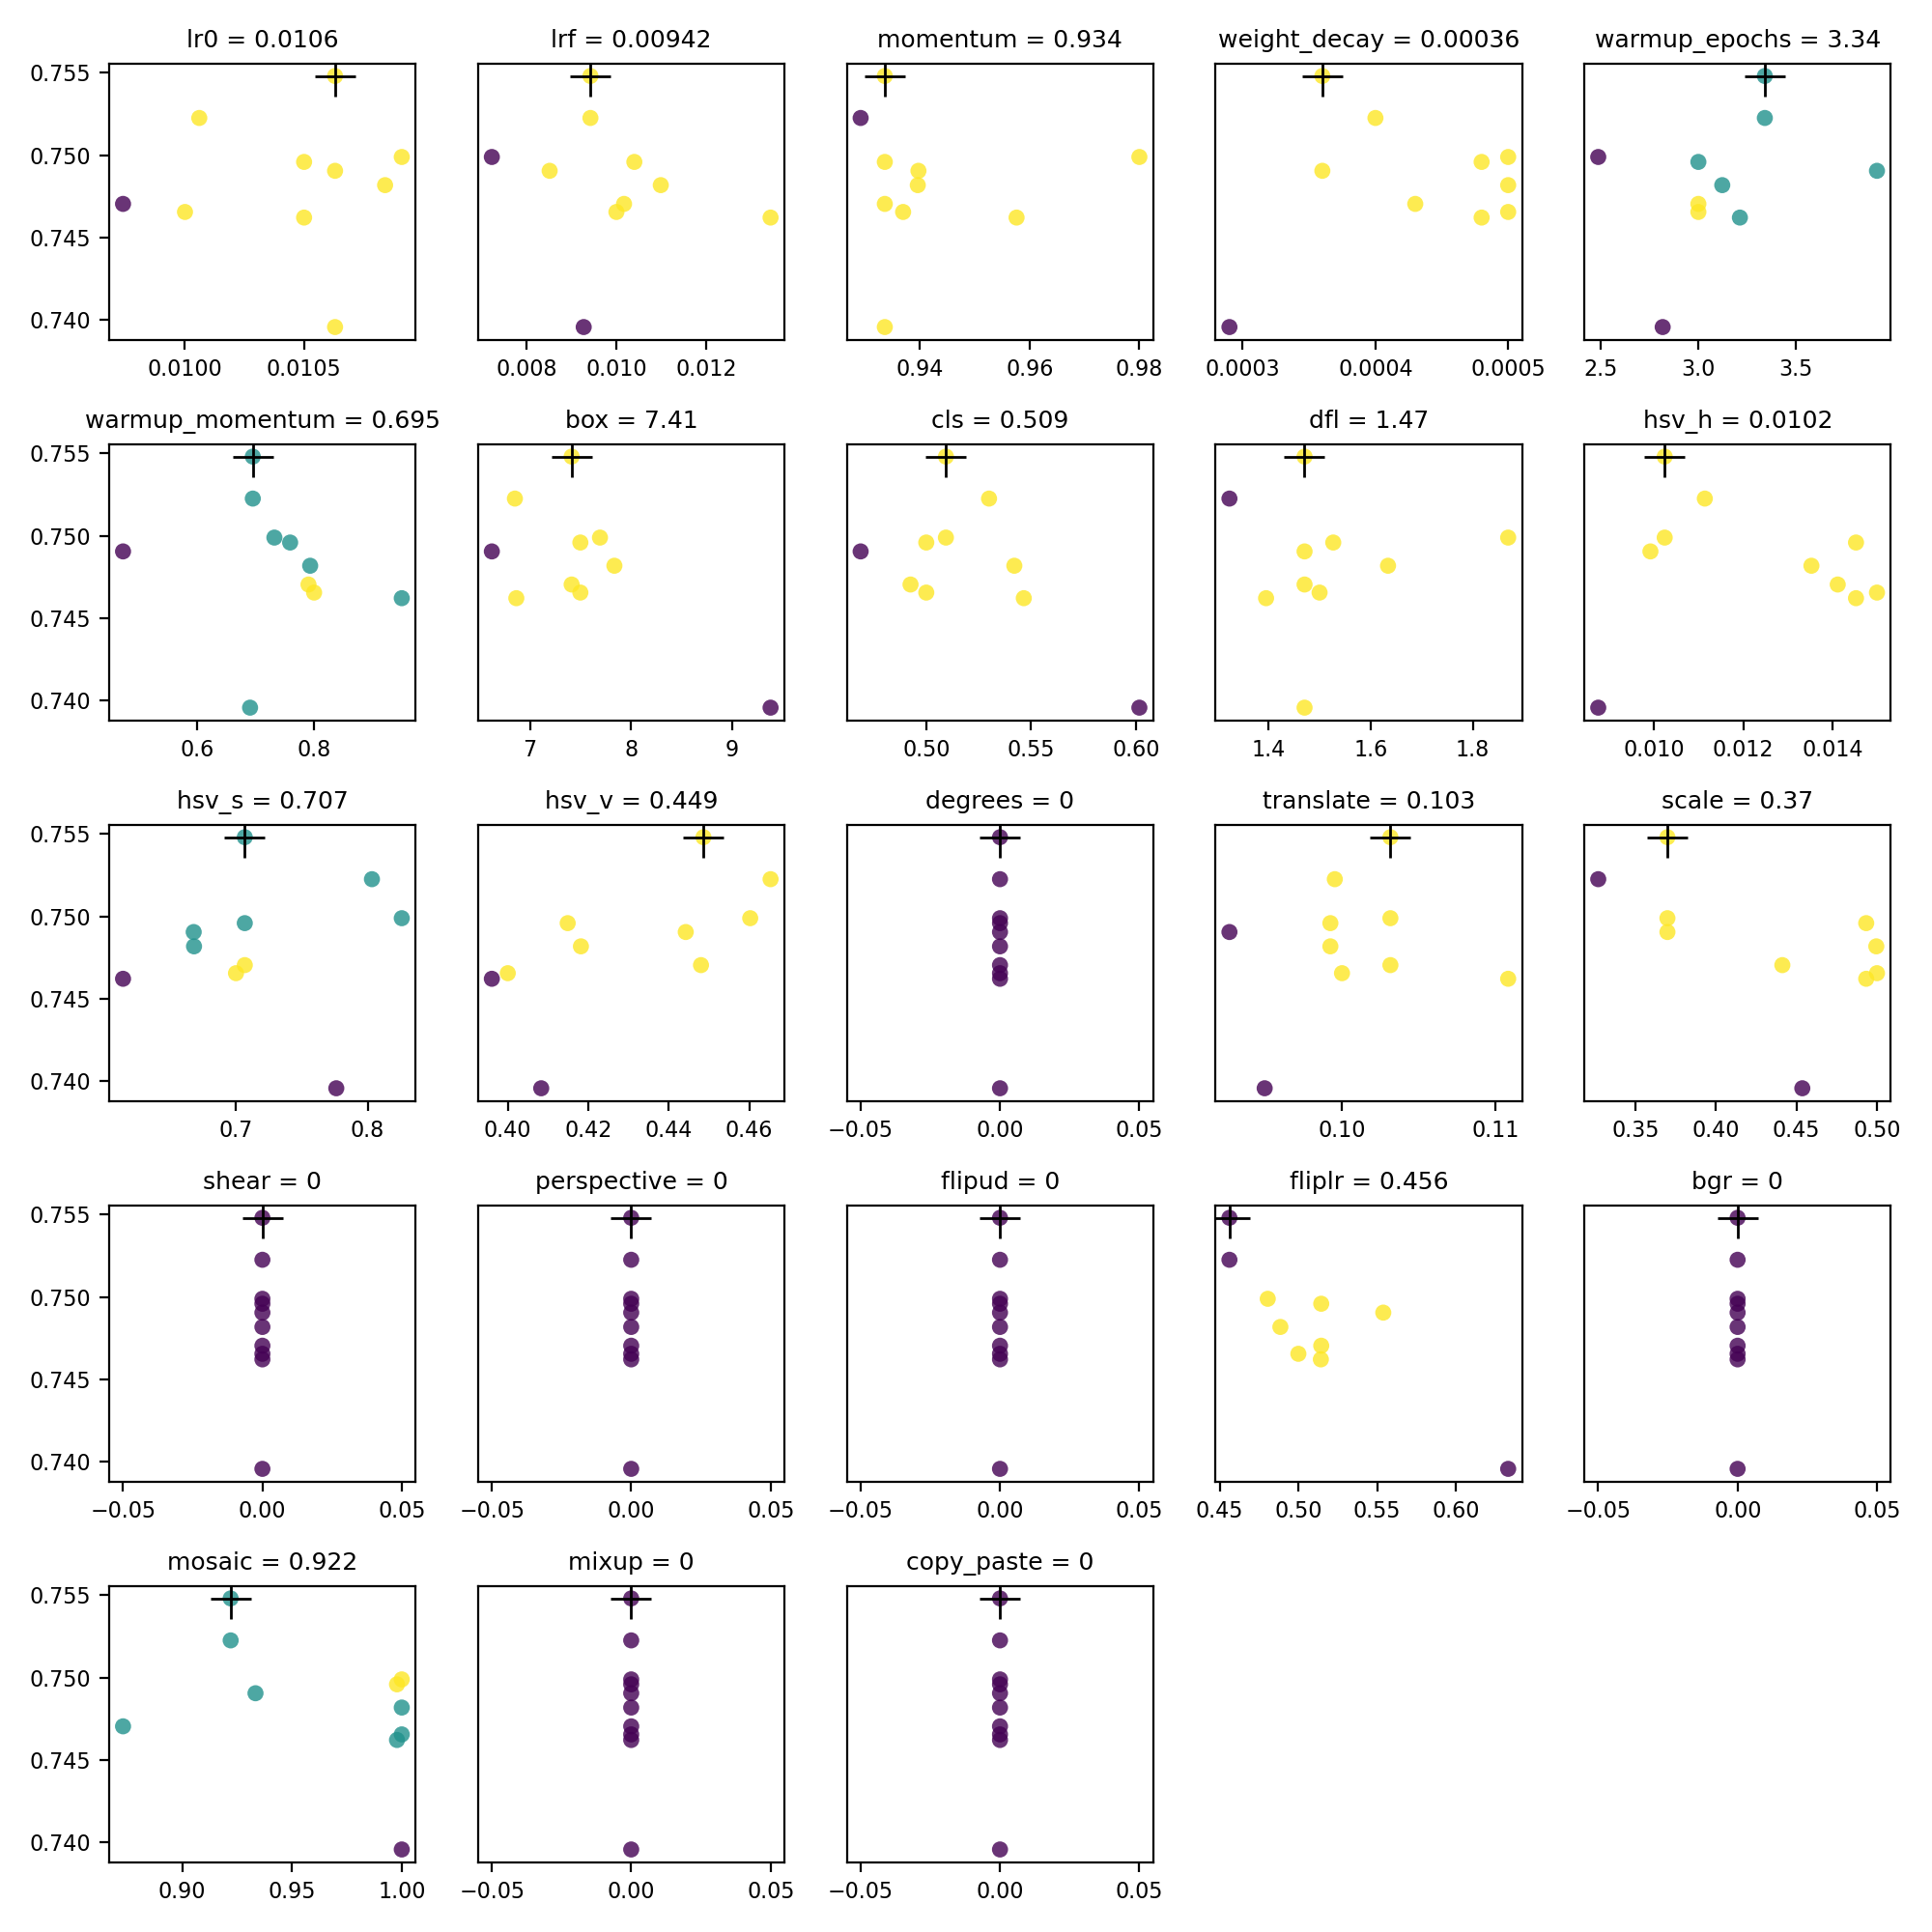 lr0 = 0.0106 lrf = 0.00942 momentum = 0.934 weight_decay = 0.00036 warmup_epochs = 3.34
0.755
0.750
0.745
0.740
0.0100 0.0105 0.008 0.010 0.012 0.94 0.96 0.98 0.0003 0.0004 0.0005 2.5 3.0 3.5
warmup_momentum = 0.695 box = 7.41 cls = 0.509 dfl = 1.47 hsv_h = 0.0102
0.755
0.750
0.745
0.740
0.6 0.8 7 8 9 0.50 0.55 0.60 1.4 1.6 1.8 0.010 0.012 0.014
hsv_s = 0.707 hsv_v = 0.449 degrees = 0 translate = 0.103 scale = 0.37
0.755
0.750
0.745
0.740
0.7 0.8 0.40 0.42 0.44 0.46 −0.05 0.00 0.05 0.10 0.11 0.35 0.40 0.45 0.50
shear = 0 perspective = 0 flipud = 0 fliplr = 0.456 bgr = 0
0.755
0.750
0.745
0.740
−0.05 0.00 0.05 −0.05 0.00 0.05 −0.05 0.00 0.05 0.45 0.50 0.55 0.60 −0.05 0.00 0.05
mosaic = 0.922 mixup = 0 copy_paste = 0
0.755
0.750
0.745
0.740
0.90 0.95 1.00 −0.05 0.00 0.05 −0.05 0.00 0.05